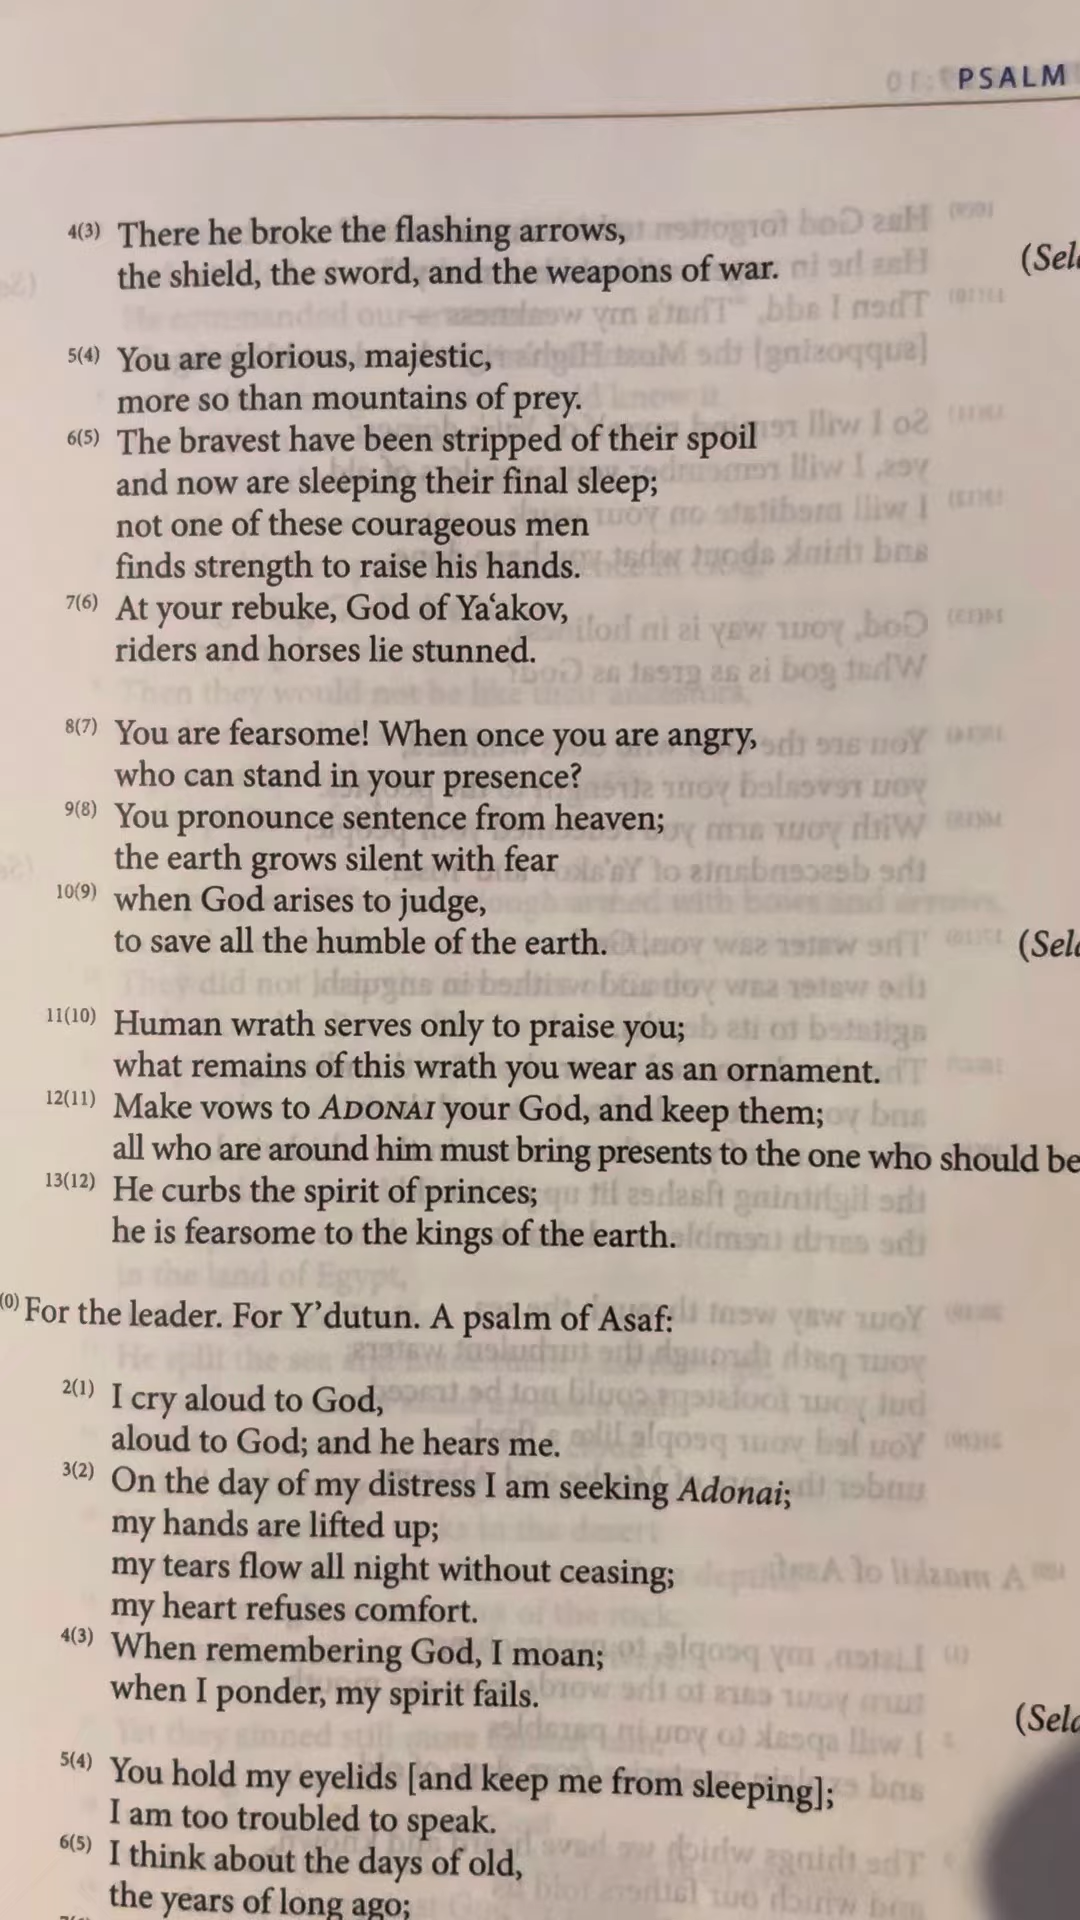 PSALM
4(3) There he broke the flashing arrows,
the shield, the sword, and the weapons of war. (Sel
5(4) You are glorious, majestic,
more so than mountains of prey.
6(5) The bravest have been stripped of their spoil
and now are sleeping their final sleep;
not one of these courageous men
finds strength to raise his hands.
7(6) At your rebuke, God of Ya‘akov,
riders and horses lie stunned.
8(7) You are fearsome! When once you are angry,
who can stand in your presence?
9(8) You pronounce sentence from heaven;
the earth grows silent with fear
10(9) when God arises to judge,
to save all the humble of the earth. (Sel
11(10) Human wrath serves only to praise you;
what remains of this wrath you wear as an ornament.
12(11) Make vows to ADONAI your God, and keep them;
all who are around him must bring presents to the one who should be
13(12) He curbs the spirit of princes;
he is fearsome to the kings of the earth.
(0) For the leader. For Y’dutun. A psalm of Asaf:
2(1) I cry aloud to God,
aloud to God; and he hears me.
3(2) On the day of my distress I am seeking Adonai;
my hands are lifted up;
my tears flow all night without ceasing;
my heart refuses comfort.
4(3) When remembering God, I moan;
when I ponder, my spirit fails. (Sel
5(4) You hold my eyelids [and keep me from sleeping];
I am too troubled to speak.
6(5) I think about the days of old,
the years of long ago;